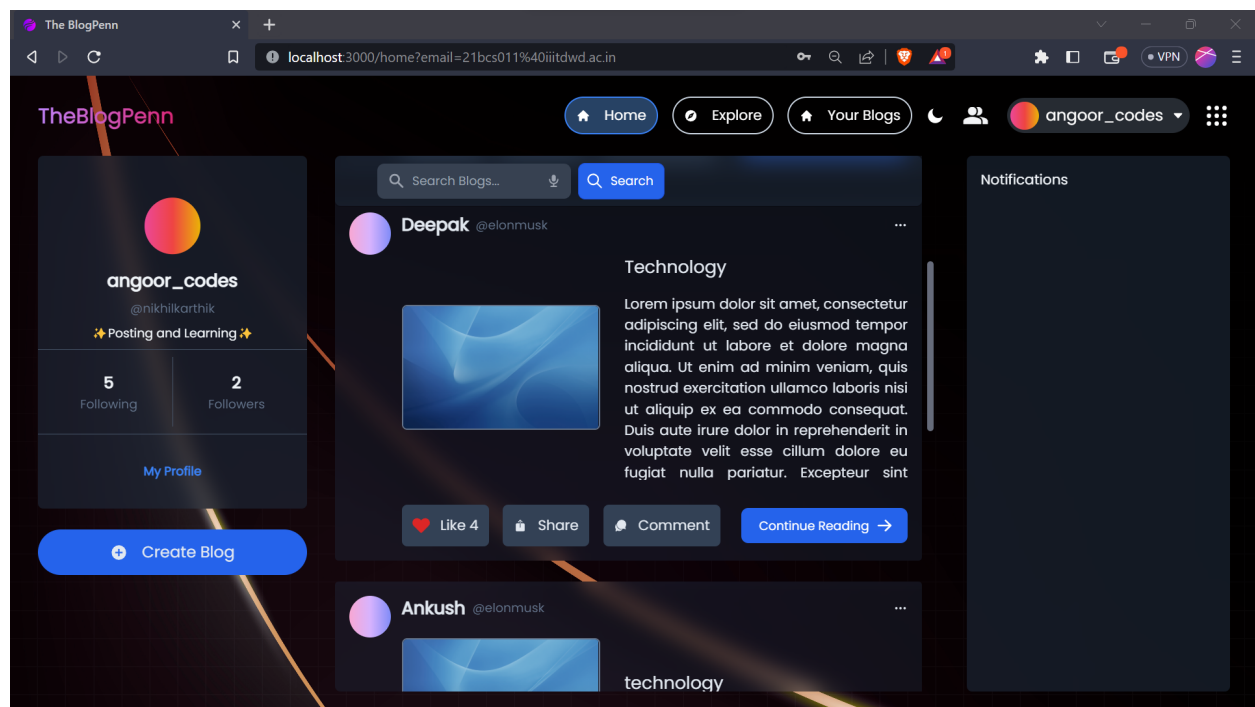 The BlogPenn
localhost:3000/home?email=21bcs011%40iiitdwd.ac.in
VPN
TheBlogPenn
Home
Explore
Your Blogs
angoor_codes
angoor_codes
@nikhilkarthik
✨Posting and Learning✨
5
Following
2
Followers
My Profile
Create Blog
Search Blogs...
Search
Deepak @elonmusk
Technology
Lorem ipsum dolor sit amet, consectetur
adipiscing elit, sed do eiusmod tempor
incididunt ut labore et dolore magna
aliqua. Ut enim ad minim veniam, quis
nostrud exercitation ullamco laboris nisi
ut aliquip ex ea commodo consequat.
Duis aute irure dolor in reprehenderit in
voluptate velit esse cillum dolore eu
fugiat nulla pariatur. Excepteur sint
Like 4
Share
Comment
Continue Reading →
Ankush @elonmusk
technology
Notifications